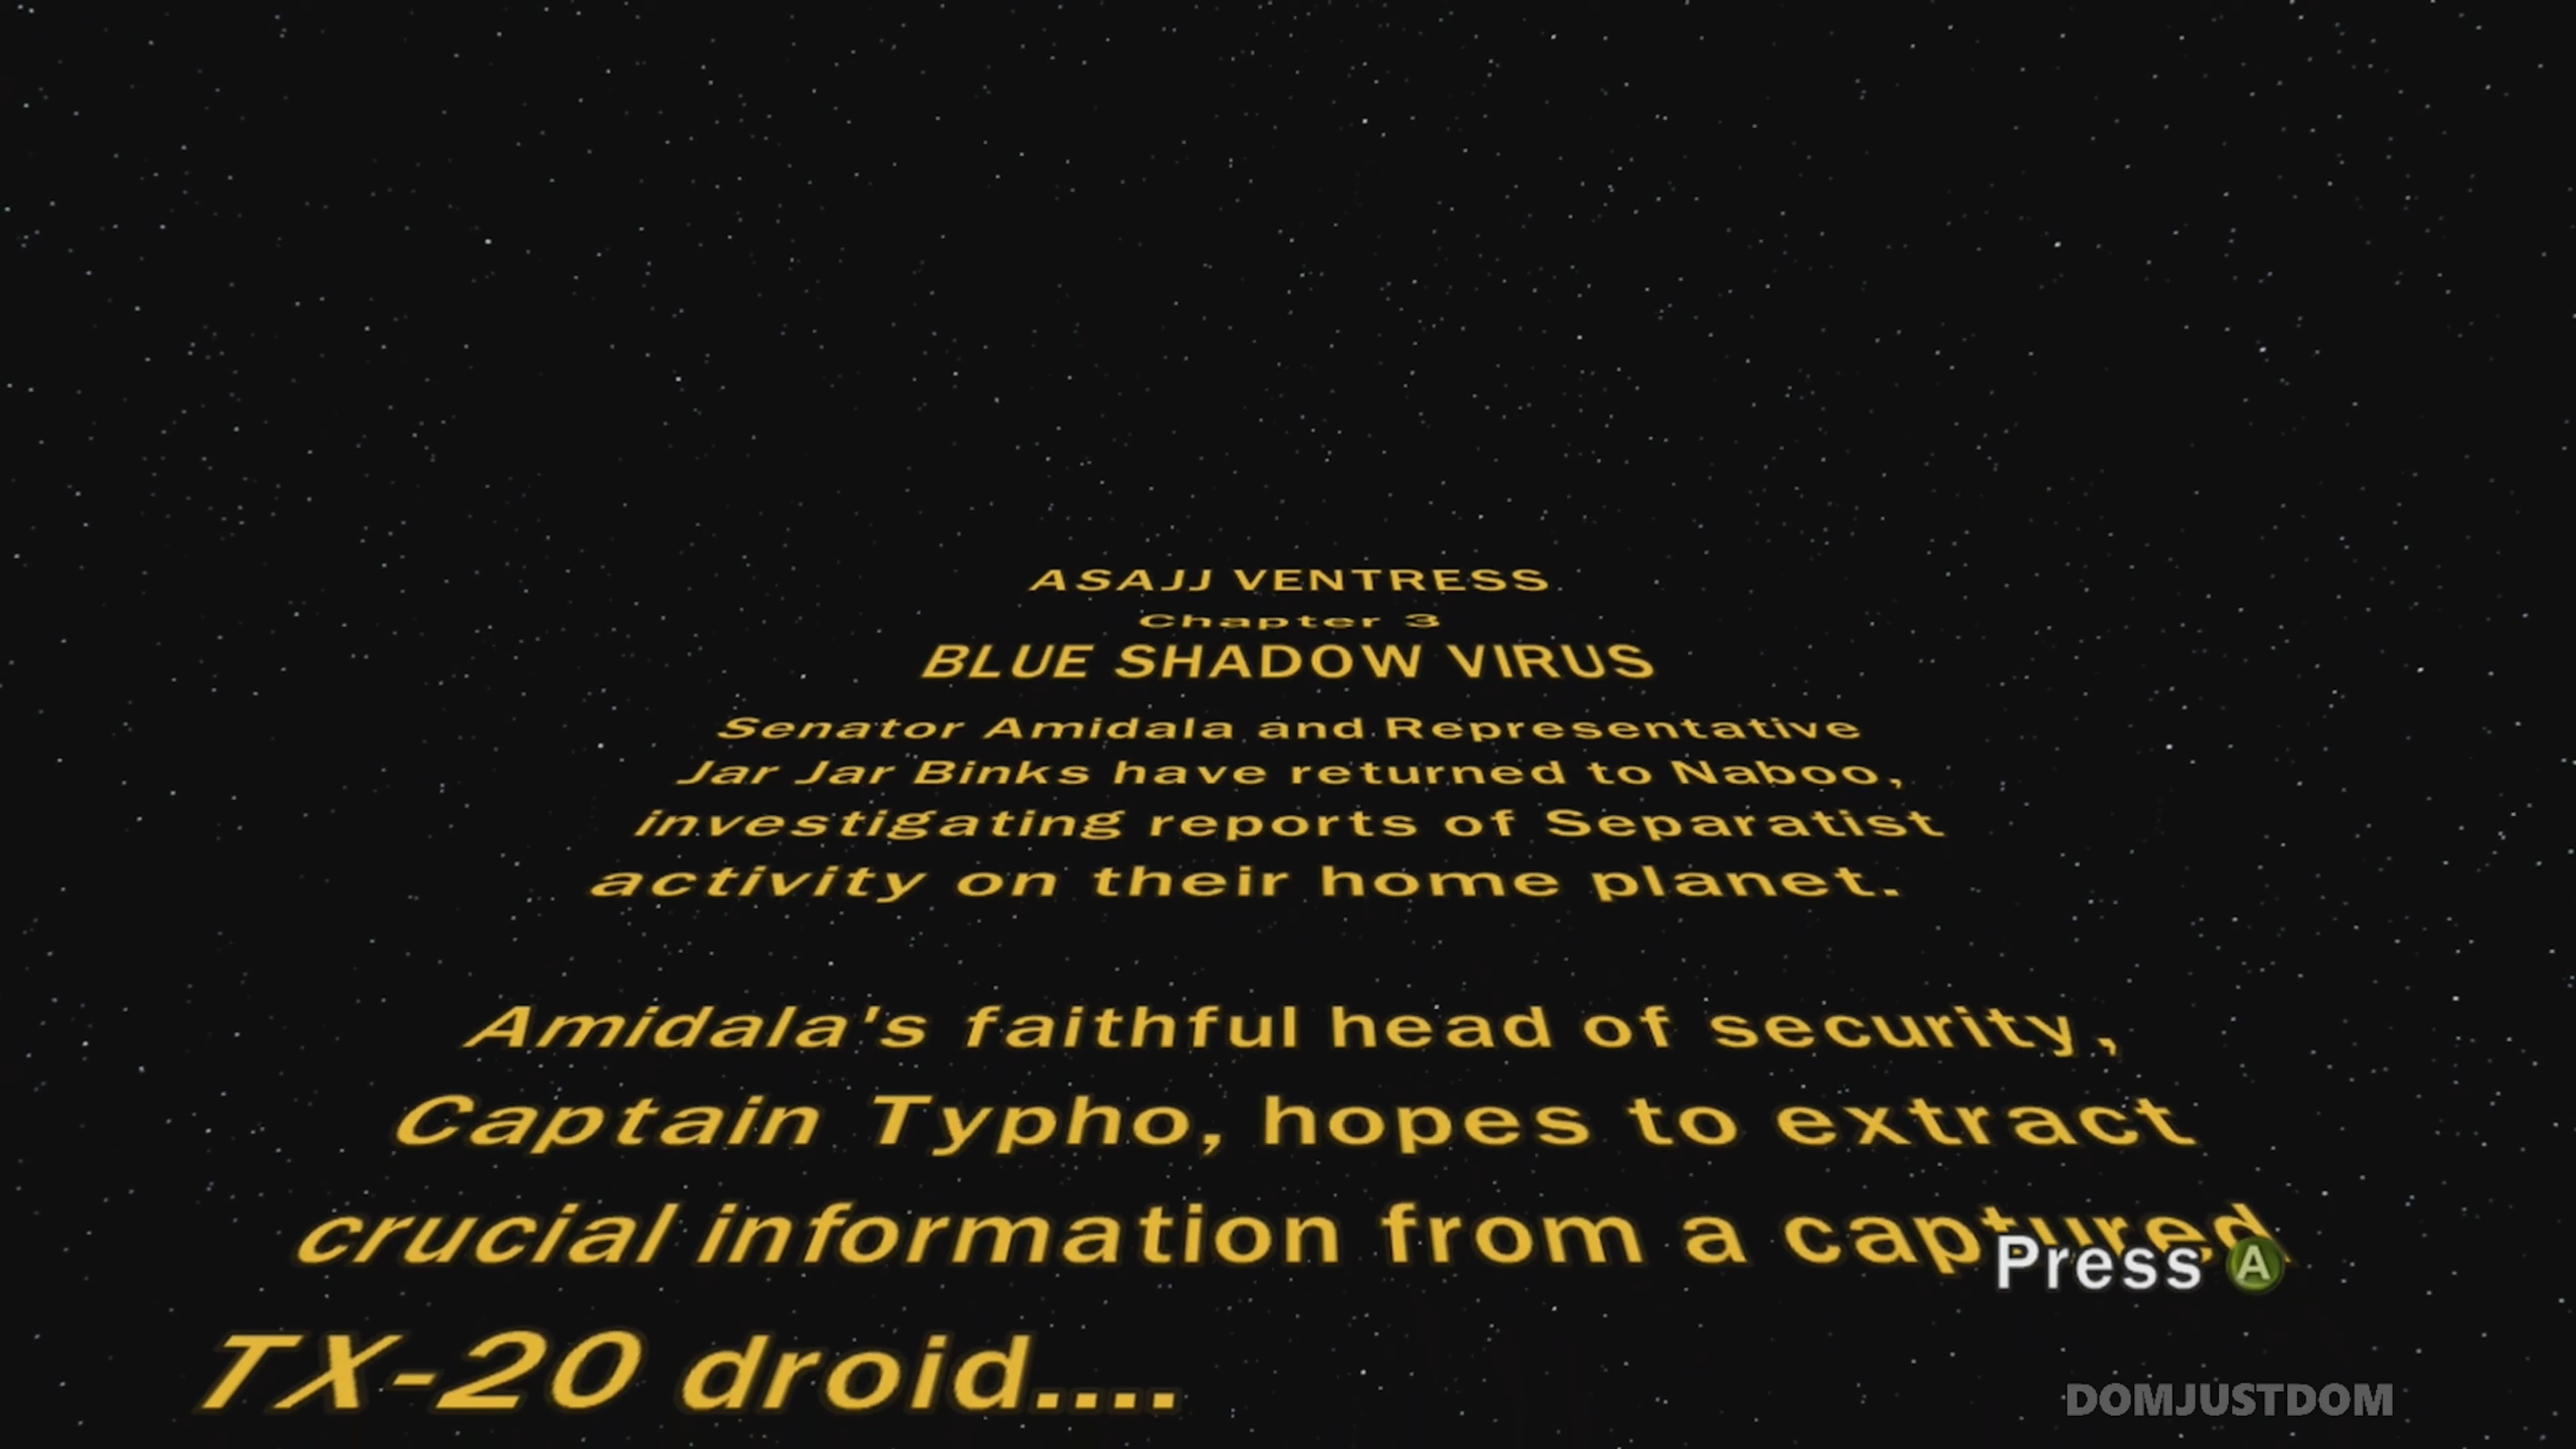 ASAJJ VENTRESS
Chapter 3
BLUE SHADOW VIRUS
Senator Amidala and Representative
Jar Jar Binks have returned to Naboo,
investigating reports of Separatist
activity on their home planet.
Amidala's faithful head of security,
Captain Typho, hopes to extract
crucial information from a captured
TX-20 droid....
Press A
DOMJUSTDOM